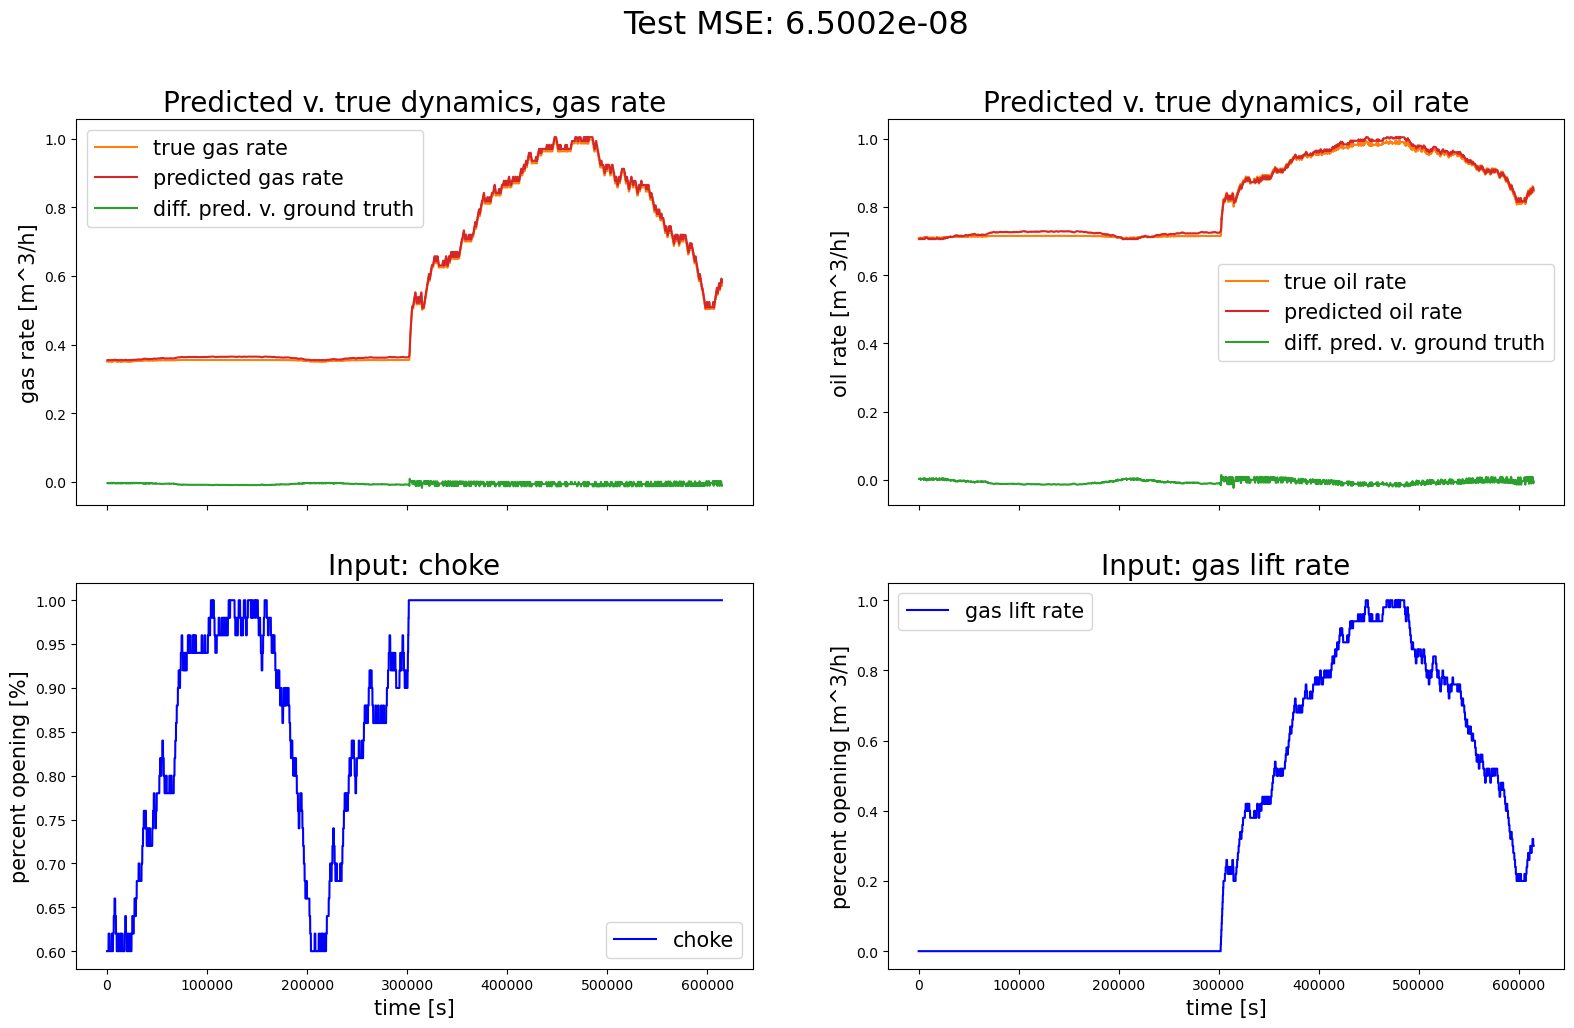 Test MSE: 6.5002e-08
Predicted v. true dynamics, gas rate
gas rate [m^3/h]
1.0
0.8
0.6
0.4
0.2
0.0
true gas rate
predicted gas rate
diff. pred. v. ground truth
Predicted v. true dynamics, oil rate
oil rate [m^3/h]
1.0
0.8
0.6
0.4
0.2
0.0
true oil rate
predicted oil rate
diff. pred. v. ground truth
Input: choke
percent opening [%]
1.00
0.95
0.90
0.85
0.80
0.75
0.70
0.65
0.60
choke
0 100000 200000 300000 400000 500000 600000
time [s]
Input: gas lift rate
percent opening [m^3/h]
1.0
0.8
0.6
0.4
0.2
0.0
gas lift rate
0 100000 200000 300000 400000 500000 600000
time [s]